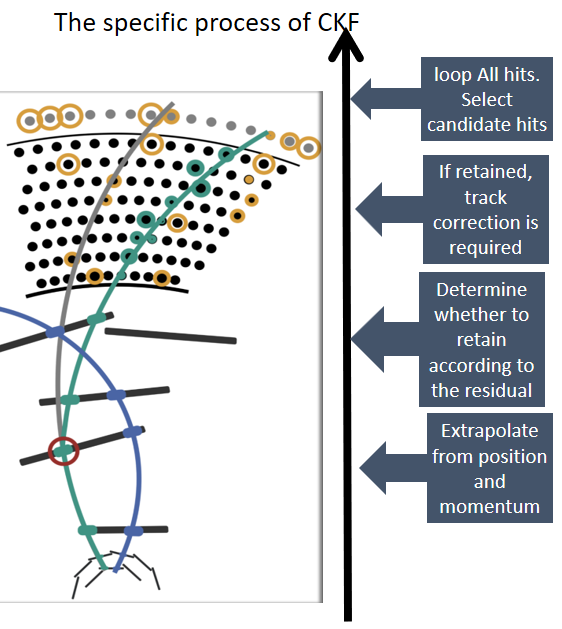 The specific process of CKF
loop All hits.
Select
candidate hits
If retained,
track
correction is
required
Determine
whether to
retain
according to
the residual
Extrapolate
from position
and
momentum